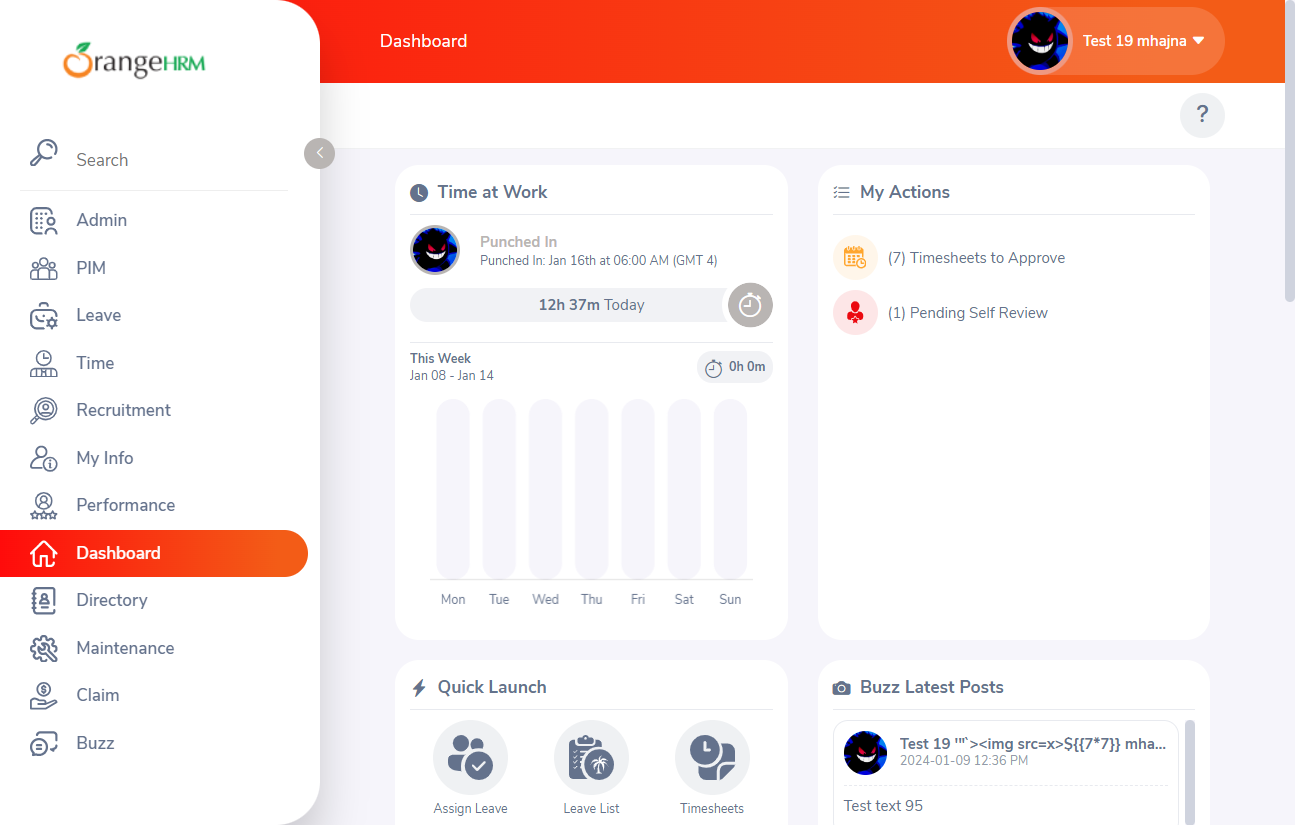 OrangeHRM
Search
Admin
PIM
Leave
Time
Recruitment
My Info
Performance
Dashboard
Directory
Maintenance
Claim
Buzz
Dashboard
Test 19 mhajna
?
Time at Work
Punched In
Punched In: Jan 16th at 06:00 AM (GMT 4)
12h 37m Today
This Week
Jan 08 - Jan 14
0h 0m
Mon Tue Wed Thu Fri Sat Sun
My Actions
(7) Timesheets to Approve
(1) Pending Self Review
Quick Launch
Assign Leave
Leave List
Timesheets
Buzz Latest Posts
Test 19 '"`><img src=x>${{7*7}} mha...
2024-01-09 12:36 PM
Test text 95